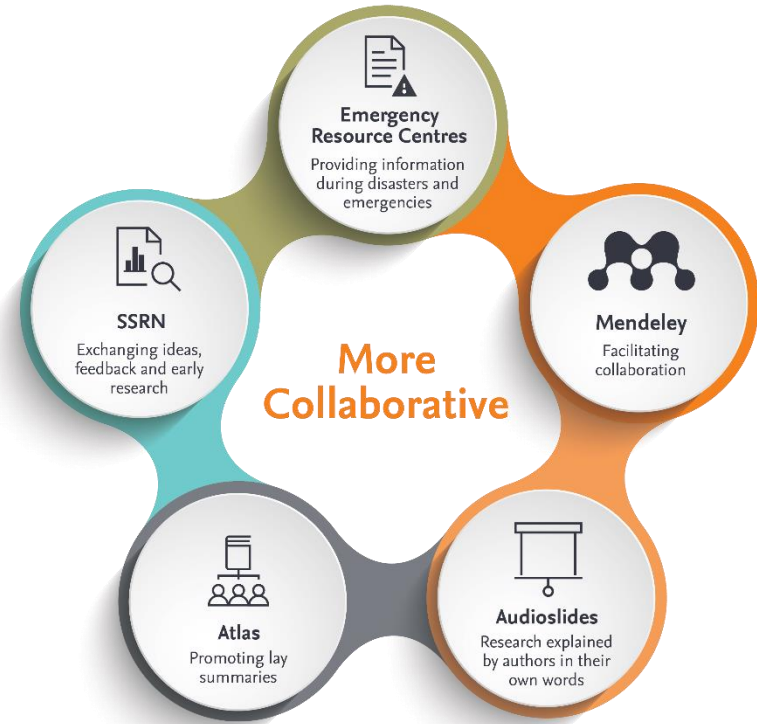 Emergency
Resource Centres
Providing information
during disasters and
emergencies
SSRN
Exchanging ideas,
feedback and early
research
More
Collaborative
Mendeley
Facilitating
collaboration
Atlas
Promoting lay
summaries
Audioslides
Research explained
by authors in their
own words